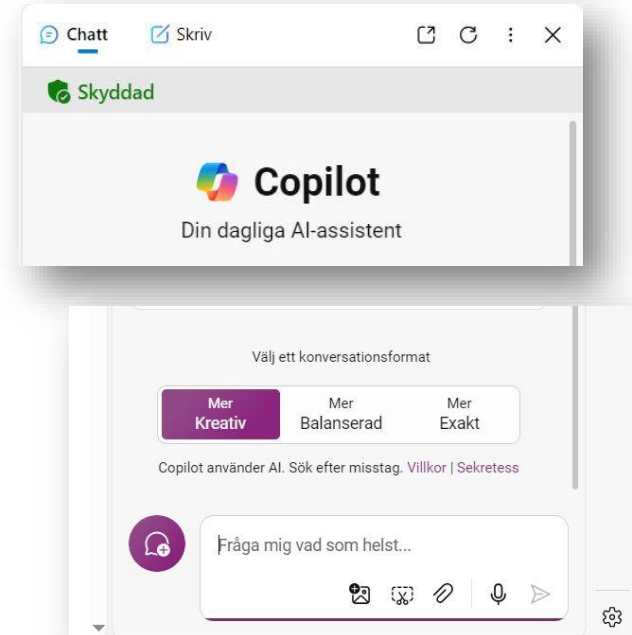 Chatt Skriv
Skyddad
Copilot
Din dagliga AI-assistent
Välj ett konversationsformat
Mer Mer Mer
Kreativ Balanserad Exakt
Copilot använder AI. Sök efter misstag. Villkor | Sekretess
Fråga mig vad som helst...